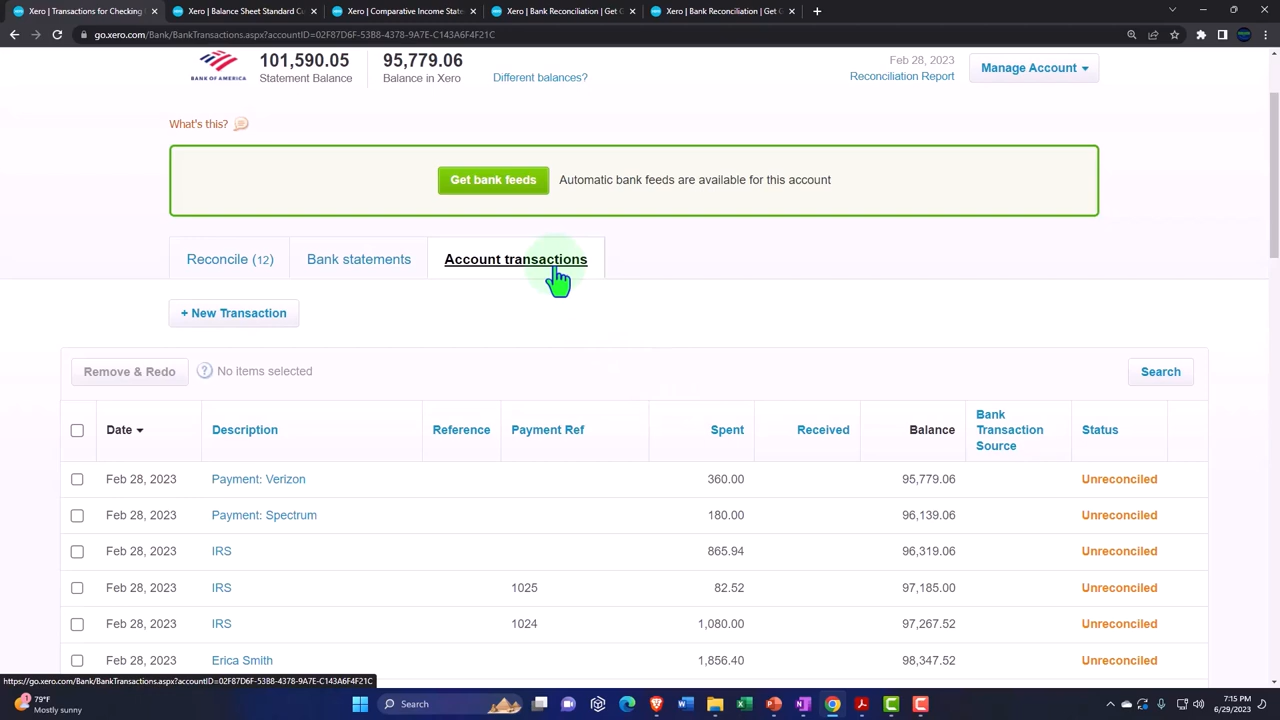 Xero | Transactions for Checking
Xero | Balance Sheet Standard C
Xero | Comparative Income State
Xero | Bank Reconciliation | Get
Xero | Bank Reconciliation | Get
go.xero.com/Bank/BankTransactions.aspx?accountID=02F87D6F-53B8-4378-9A7E-C143A6F4F21C
BANK OF AMERICA
101,590.05
Statement Balance
95,779.06
Balance in Xero
Different balances?
Feb 28, 2023
Reconciliation Report
Manage Account
What's this?
Get bank feeds Automatic bank feeds are available for this account
Reconcile (12) Bank statements Account transactions
+ New Transaction
Remove & Redo ? No items selected Search
Date Description Reference Payment Ref Spent Received Balance Bank Transaction Source Status
Feb 28, 2023 Payment: Verizon 360.00 95,779.06 Unreconciled
Feb 28, 2023 Payment: Spectrum 180.00 96,139.06 Unreconciled
Feb 28, 2023 IRS 865.94 96,319.06 Unreconciled
Feb 28, 2023 IRS 1025 82.52 97,185.00 Unreconciled
Feb 28, 2023 IRS 1024 1,080.00 97,267.52 Unreconciled
Feb 28, 2023 Erica Smith 1,856.40 98,347.52 Unreconciled
https://go.xero.com/Bank/BankTransactions.aspx?accountID=02F87D6F-53B8-4378-9A7E-C143A6F4F21C
79°F
Mostly sunny
Search
7:15 PM
6/29/2023